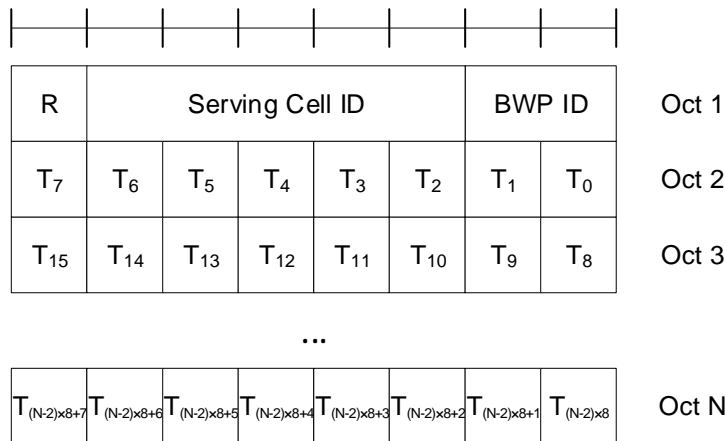 R Serving Cell ID BWP ID Oct 1
T7 T6 T5 T4 T3 T2 T1 T0 Oct 2
T15 T14 T13 T12 T11 T10 T9 T8 Oct 3
...
T(N-2)×8+7 T(N-2)×8+6 T(N-2)×8+5 T(N-2)×8+4 T(N-2)×8+3 T(N-2)×8+2 T(N-2)×8+1 T(N-2)×8 Oct N